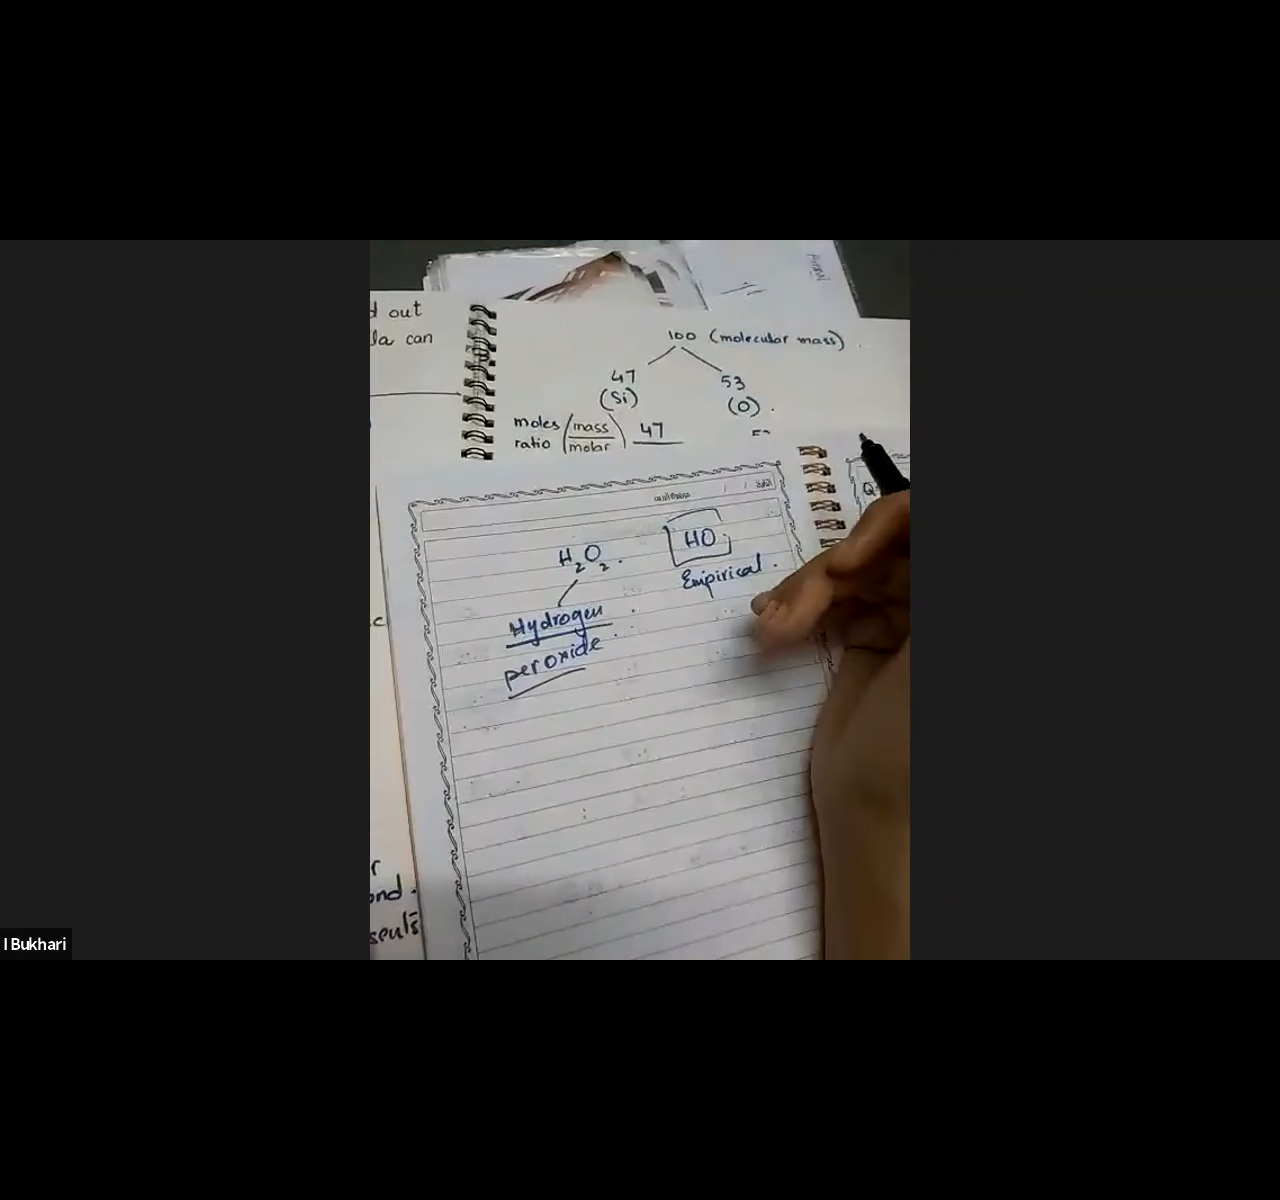 d out
la can
100 (molecular mass)
47 53
(Si) (O).
moles (mass 47
ratio molar)
H₂O₂. HO
Empirical.
Hydrogen
peroxide
Q
c
r
ond.
I Bukhari